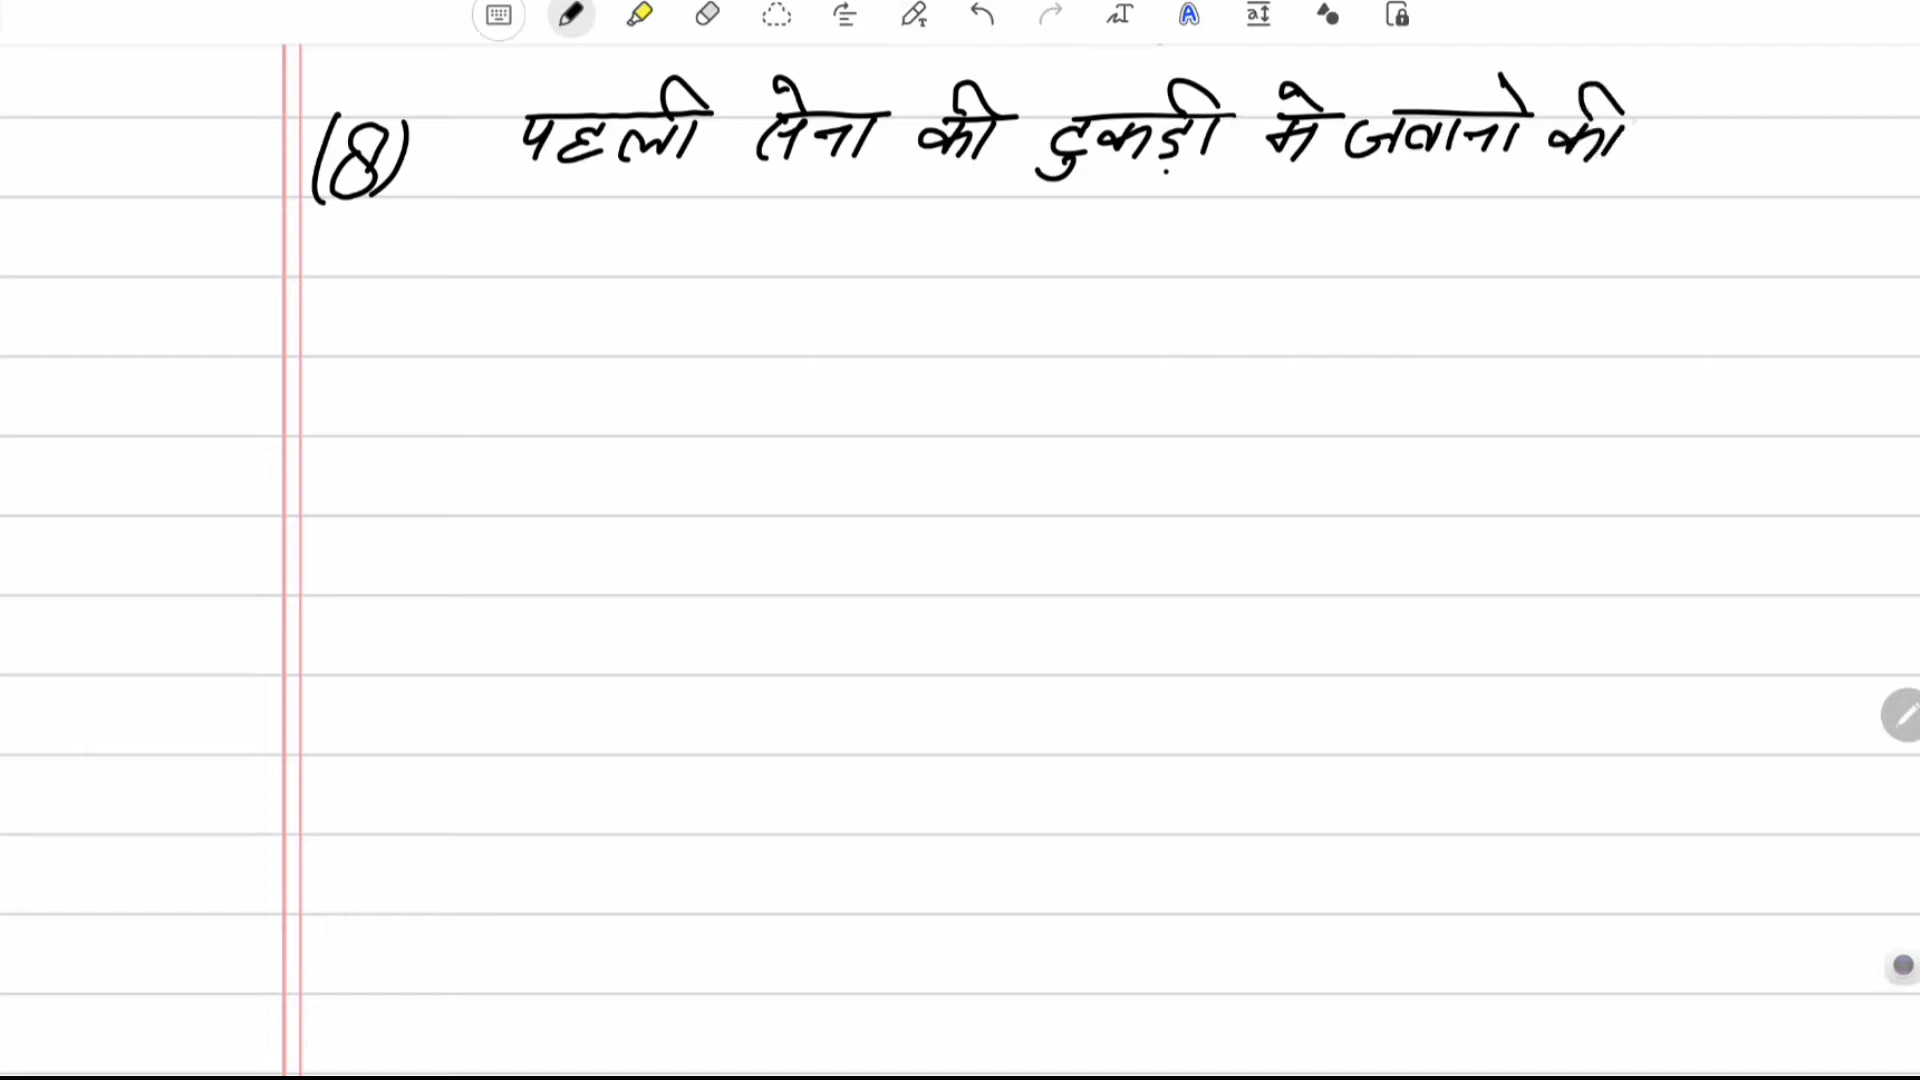 (8) पहली सेना की टुकड़ी मे जवानो की